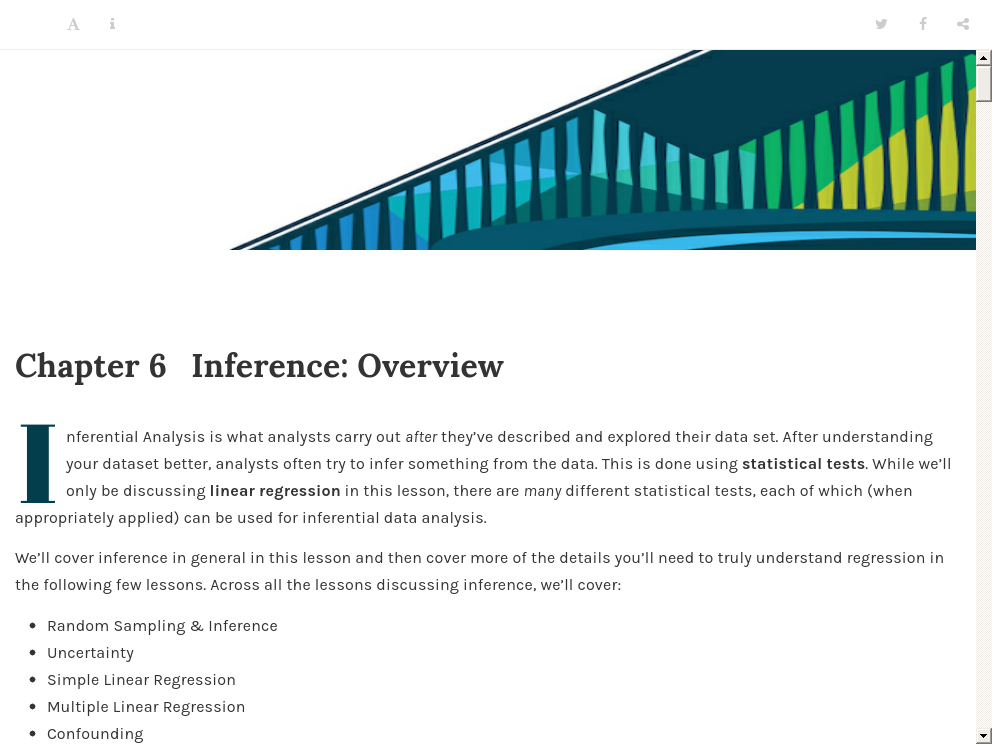 Chapter 6 Inference: Overview
Inferential Analysis is what analysts carry out after they’ve described and explored their data set. After understanding
your dataset better, analysts often try to infer something from the data. This is done using statistical tests. While we’ll
only be discussing linear regression in this lesson, there are many different statistical tests, each of which (when
appropriately applied) can be used for inferential data analysis.
We’ll cover inference in general in this lesson and then cover more of the details you’ll need to truly understand regression in
the following few lessons. Across all the lessons discussing inference, we’ll cover:
• Random Sampling & Inference
• Uncertainty
• Simple Linear Regression
• Multiple Linear Regression
• Confounding